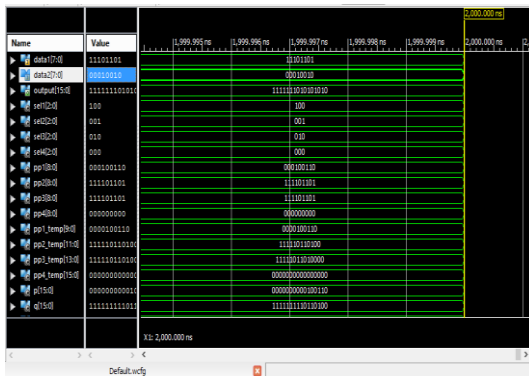 2,000.000 ns
Name Value 1,999.995 ns 1,999.996 ns 1,999.997 ns 1,999.998 ns 1,999.999 ns 2,000.000 ns
data1[7:0] 11101101 11101101
data2[7:0] 00010010 00010010
output[15:0] 111111101010 1111111010101010
sel1[2:0] 100 100
sel2[2:0] 001 001
sel3[2:0] 010 010
sel4[2:0] 000 000
pp1[8:0] 000100110 000100110
pp2[8:0] 111101101 111101101
pp3[8:0] 111101101 111101101
pp4[8:0] 000000000 000000000
pp1_temp[9:0] 0000100110 0000100110
pp2_temp[11:0] 111110110100 111110110100
pp3_temp[13:0] 111110110100 11111011010000
pp4_temp[15:0] 000000000000 0000000000000000
p[15:0] 000000000010 0000000000100110
q[15:0] 111111111011 1111111110110100
X1: 2,000.000 ns
Default.wcfg